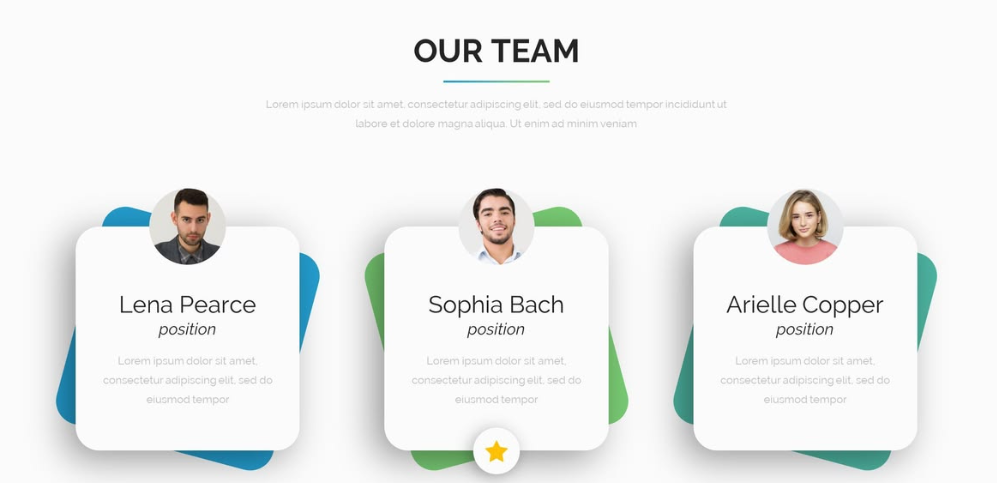 OUR TEAM
Lorem ipsum dolor sit amet, consectetur adipiscing elit, sed do eiusmod tempor incididunt ut
labore et dolore magna aliqua. Ut enim ad minim veniam
Lena Pearce
position
Lorem ipsum dolor sit amet,
consectetur adipiscing elit, sed do
eiusmod tempor
Sophia Bach
position
Lorem ipsum dolor sit amet,
consectetur adipiscing elit, sed do
eiusmod tempor
Arielle Copper
position
Lorem ipsum dolor sit amet,
consectetur adipiscing elit, sed do
eiusmod tempor